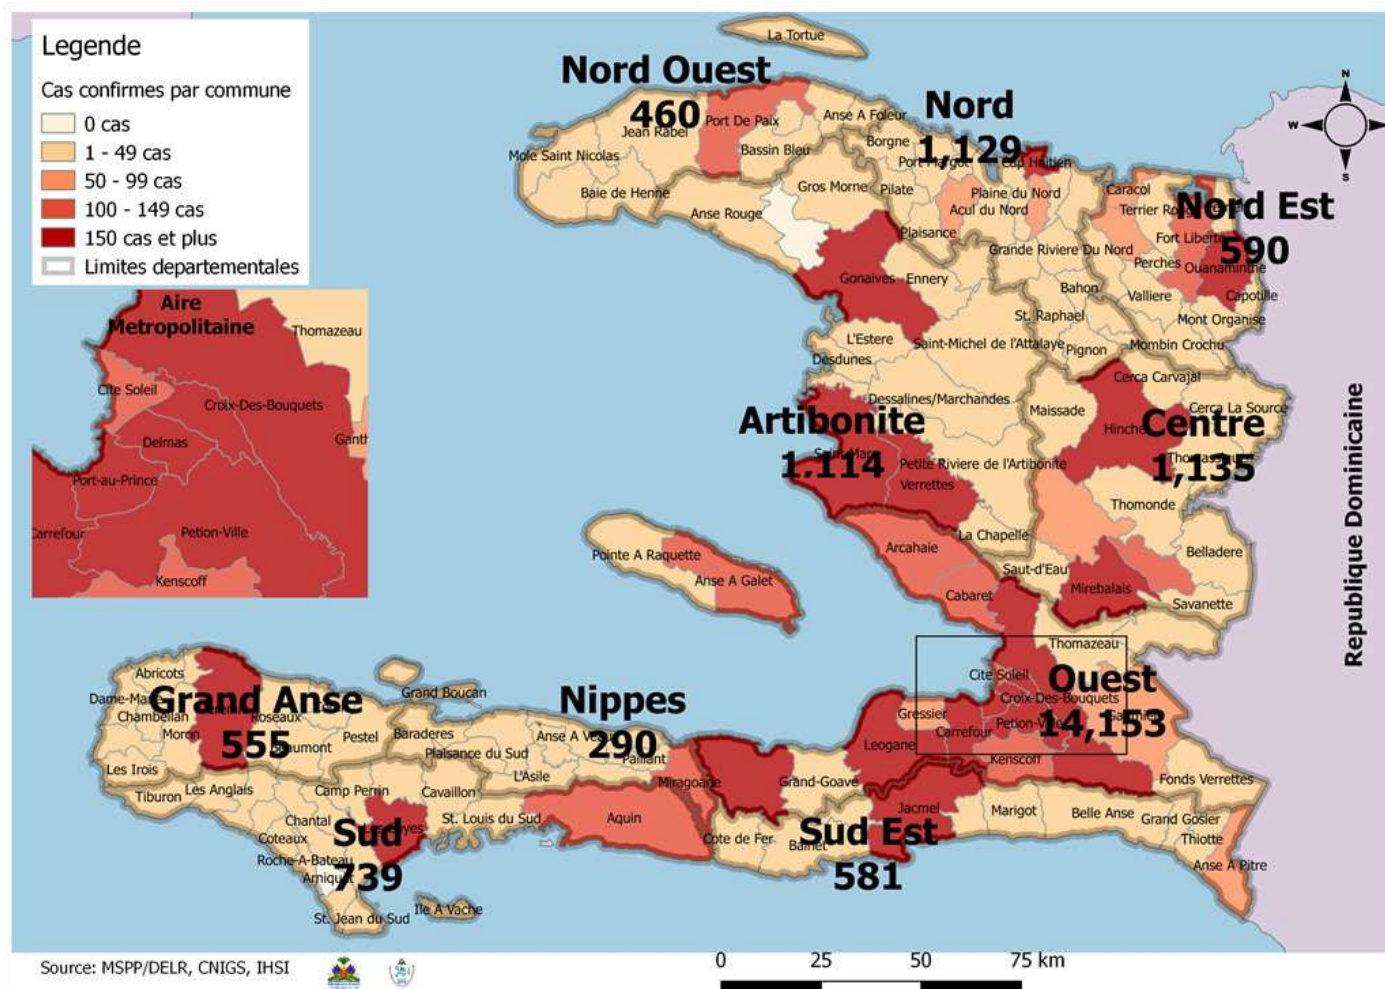 Legende
Cas confirmes par commune
0 cas
1 - 49 cas
50 - 99 cas
100 - 149 cas
150 cas et plus
Limites departementales
La Tortue
Nord Ouest
460
Port De Paix
Jean Rabel
Anse A Foleur
Mole Saint Nicolas
Bassin Bleu
Baie de Henne
Nord
1,129
Borgne
Cap Haitien
Gros Morne
Pilate
Plaine du Nord
Anse Rouge
Acul du Nord
Plaisance
Caracol
Nord Est
590
Fort Liberte
Grande Riviere Du Nord
Perches
Ouanaminthe
Gonaives
Ennery
Bahon
Valliere
Capotille
St. Raphael
Mont Organise
L'Estere
Saint-Michel de l'Attalaye
Pignon
Mombin Crochu
Desdunes
Aire
Metropolitaine
Thomazeau
Cite Soleil
Croix-Des-Bouquets
Delmas
Port-au-Prince
Carrefour
Petion-Ville
Kenscoff
Cerca Carvajal
Dessalines/Marchandes
Maissade
Cerca La Source
Artibonite
1,114
Centre
1,135
Petite Riviere de l'Artibonite
Verrettes
Thomonde
La Chapelle
Pointe A Raquette
Arcahaie
Belladere
Anse A Galet
Saut-d'Eau
Cabaret
Mirebalais
Savanette
Republique Dominicaine
Thomazeau
Cite Soleil
Ouest
14,153
Croix-Des-Bouquets
Gressier
Carrefour
Leogane
Kenscoff
Fonds Verrettes
Abricots
Grand Anse
555
Grand Boucan
Chambellan
Roseaux
Moron
Pestel
Les Irois
Nippes
290
Baraderes
Plaisance du Sud
Paillant
L'Asile
Miragoane
Grand-Goave
Tiburon
Les Anglais
Camp Perrin
Cavaillon
Chantal
St. Louis du Sud
Aquin
Coteaux
Sud
739
Roche-A-Bateau
St. Jean du Sud
Ile A Vache
Cote de Fer
Sud Est
581
Jacmel
Marigot
Belle Anse
Grand Gosier
Thiotte
Anse A Pitre
N
W
S
Source: MSPP/DELR, CNIGS, IHSI
0 25 50 75 km